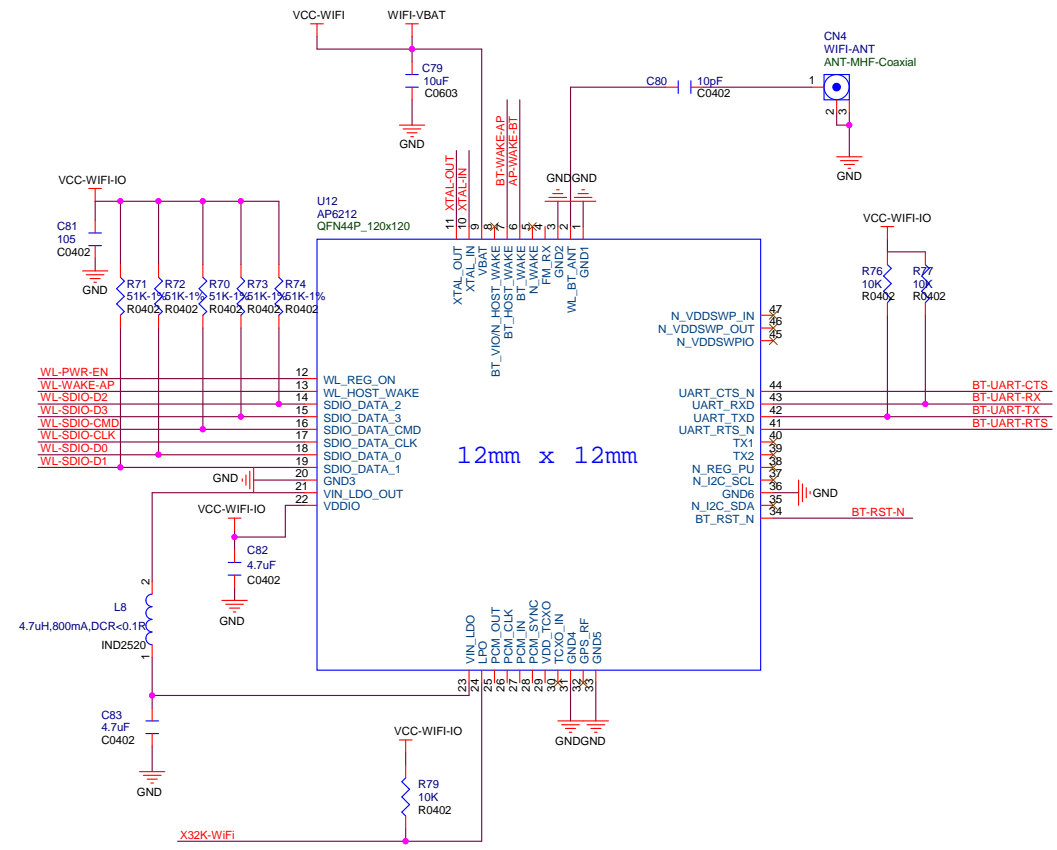 VCC-WIFI
WIFI-VBAT
C79
10uF
C0603
GND
C80
10pF
C0402
CN4
WIFI-ANT
ANT-MHF-Coaxial
1
2
3
GND
XTAL-OUT
XTAL-IN
BT-WAKE-AP
AP-WAKE-BT
GND
GND
VCC-WIFI-IO
C81
105
C0402
GND
R71
51K-1%
R0402
R72
51K-1%
R0402
R70
51K-1%
R0402
R73
51K-1%
R0402
R74
51K-1%
R0402
U12
AP6212
QFN44P_120x120
11
10
9
8
7
6
5
4
3
2
1
XTAL_OUT
XTAL_IN
VBAT
BT_VIO/N_HOST_WAKE
BT_HOST_WAKE
BT_WAKE
N_WAKE
FM_RX
GND2
WL_BT_ANT
GND1
VCC-WIFI-IO
R76
10K
R0402
R77
10K
R0402
N_VDDSWP_IN 47
N_VDDSWP_OUT 46
N_VDDSWPIO 45
WL-PWR-EN 12 WL_REG_ON
WL-WAKE-AP 13 WL_HOST_WAKE
WL-SDIO-D2 14 SDIO_DATA_2
WL-SDIO-D3 15 SDIO_DATA_3
WL-SDIO-CMD 16 SDIO_DATA_CMD
WL-SDIO-CLK 17 SDIO_DATA_CLK
WL-SDIO-D0 18 SDIO_DATA_0
WL-SDIO-D1 19 SDIO_DATA_1
GND 20 GND3
21 VIN_LDO_OUT
22 VDDIO
UART_CTS_N 44 BT-UART-CTS
UART_RXD 43 BT-UART-RX
UART_TXD 42 BT-UART-TX
UART_RTS_N 41 BT-UART-RTS
TX1 40
TX2 39
N_REG_PU 38
N_I2C_SCL 37
GND6 36 GND
N_I2C_SDA 35
BT_RST_N 34 BT-RST-N
12mm x 12mm
VCC-WIFI-IO
C82
4.7uF
C0402
GND
2
L8
4.7uH,800mA,DCR<0.1R
IND2520
1
VIN_LDO
LPO
PCM_OUT
PCM_CLK
PCM_IN
PCM_SYNC
VDD_TCXO
TCXO_IN
GND4
GPS_RF
GND5
23
24
25
26
27
28
29
30
31
32
33
GND
GND
C83
4.7uF
C0402
GND
VCC-WIFI-IO
R79
10K
R0402
X32K-WiFi